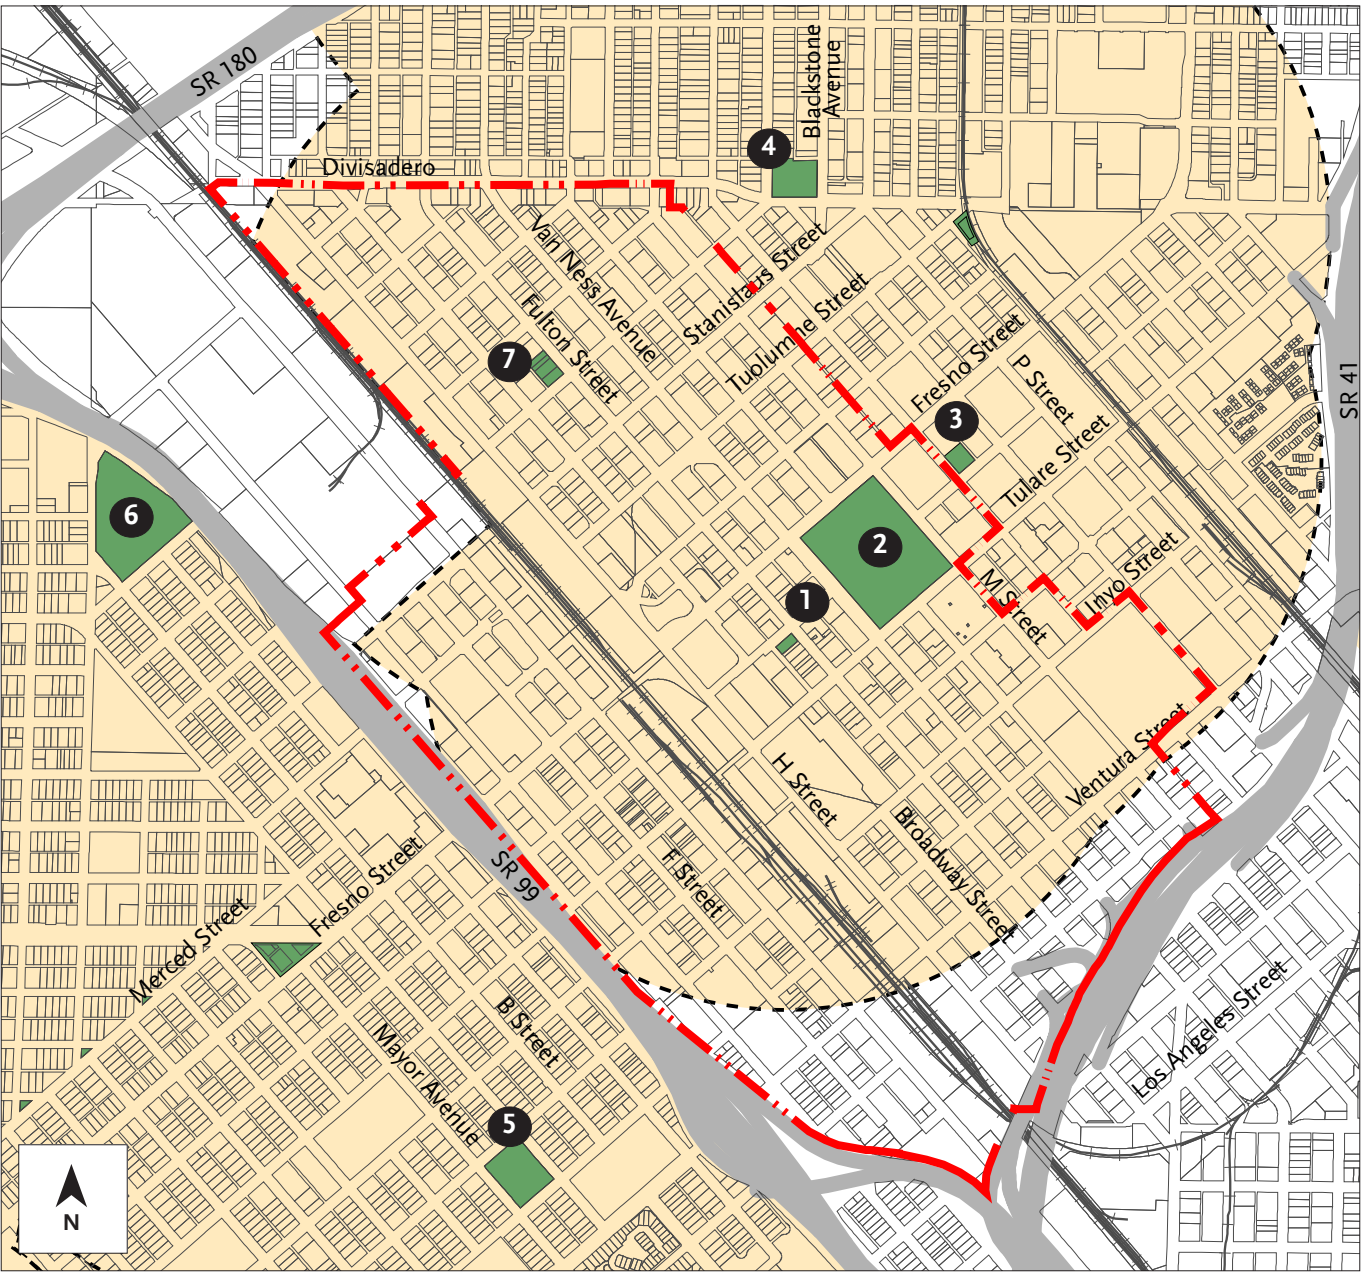 SR 180
Blackstone
Avenue
4
Divisadero
Van Ness Avenue
Stanislaus Street
Tuolumne Street
Fulton Street
7
Fresno Street
P Street
SR 41
3
Tulare Street
6
2
Inyo Street
M Street
1
Ventura Street
H Street
Broadway Street
F Street
SR 99
Fresno Street
Merced Street
B Street
Mayor Avenue
Los Angeles Street
5
N